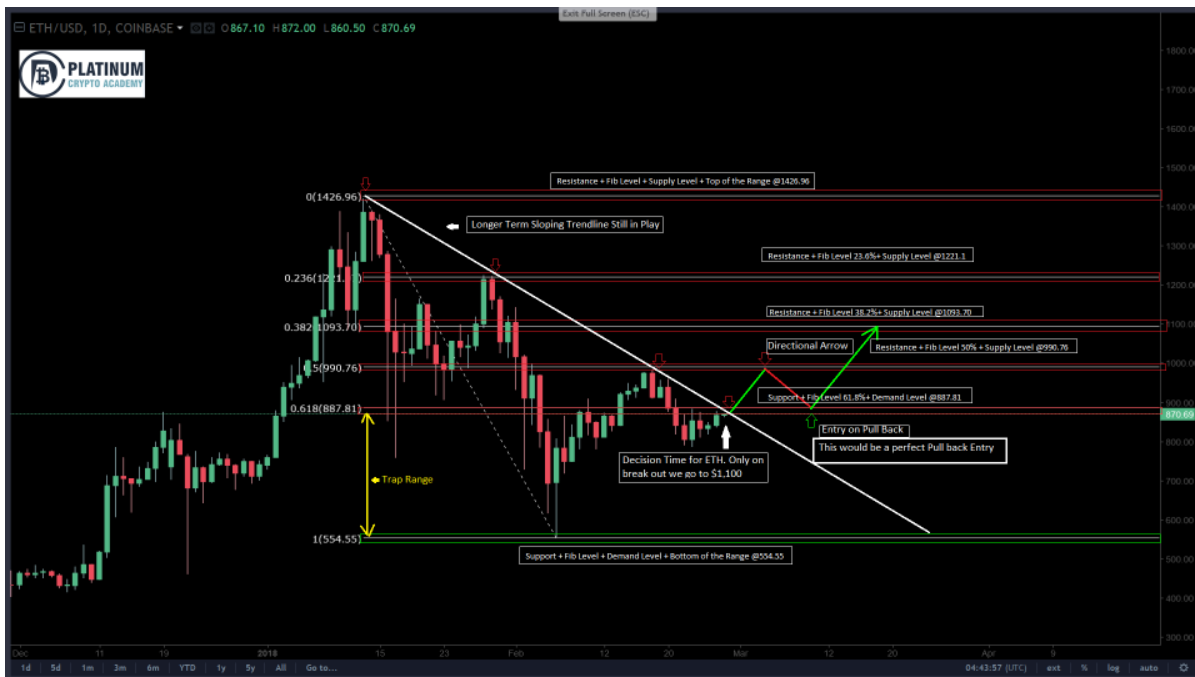 Exit Full Screen (ESC)
ETH/USD, 1D, COINBASE O867.10 H872.00 L860.50 C870.69
PLATINUM
CRYPTO ACADEMY
1800.00
1700.00
1600.00
1500.00
1400.00
1300.00
1200.00
1100.00
1000.00
900.00
870.69
800.00
700.00
600.00
500.00
400.00
300.00
Resistance + Fib Level + Supply Level + Top of the Range @1426.96
0(1426.96)
Longer Term Sloping Trendline Still in Play
Resistance + Fib Level 23.6%+ Supply Level @1221.1
0.236(1221.
Resistance + Fib Level 38.2%+ Supply Level @1093.70
0.382(1093.70)
Directional Arrow
Resistance + Fib Level 50% + Supply Level @990.76
0.5(990.76)
Support + Fib Level 61.8%+ Demand Level @887.81
0.618(887.81)
Entry on Pull Back
This would be a perfect Pull back Entry
Decision Time for ETH. Only on
break out we go to $1,100
Trap Range
1(554.55)
Support + Fib Level + Demand Level + Bottom of the Range @554.55
Dec 11 19 2018 15 23 Feb 12 20 Mar 12 20 Apr 9
1d 5d 1m 3m 6m YTD 1y 5y All Go to... 04:43:57 (UTC) ext % log auto